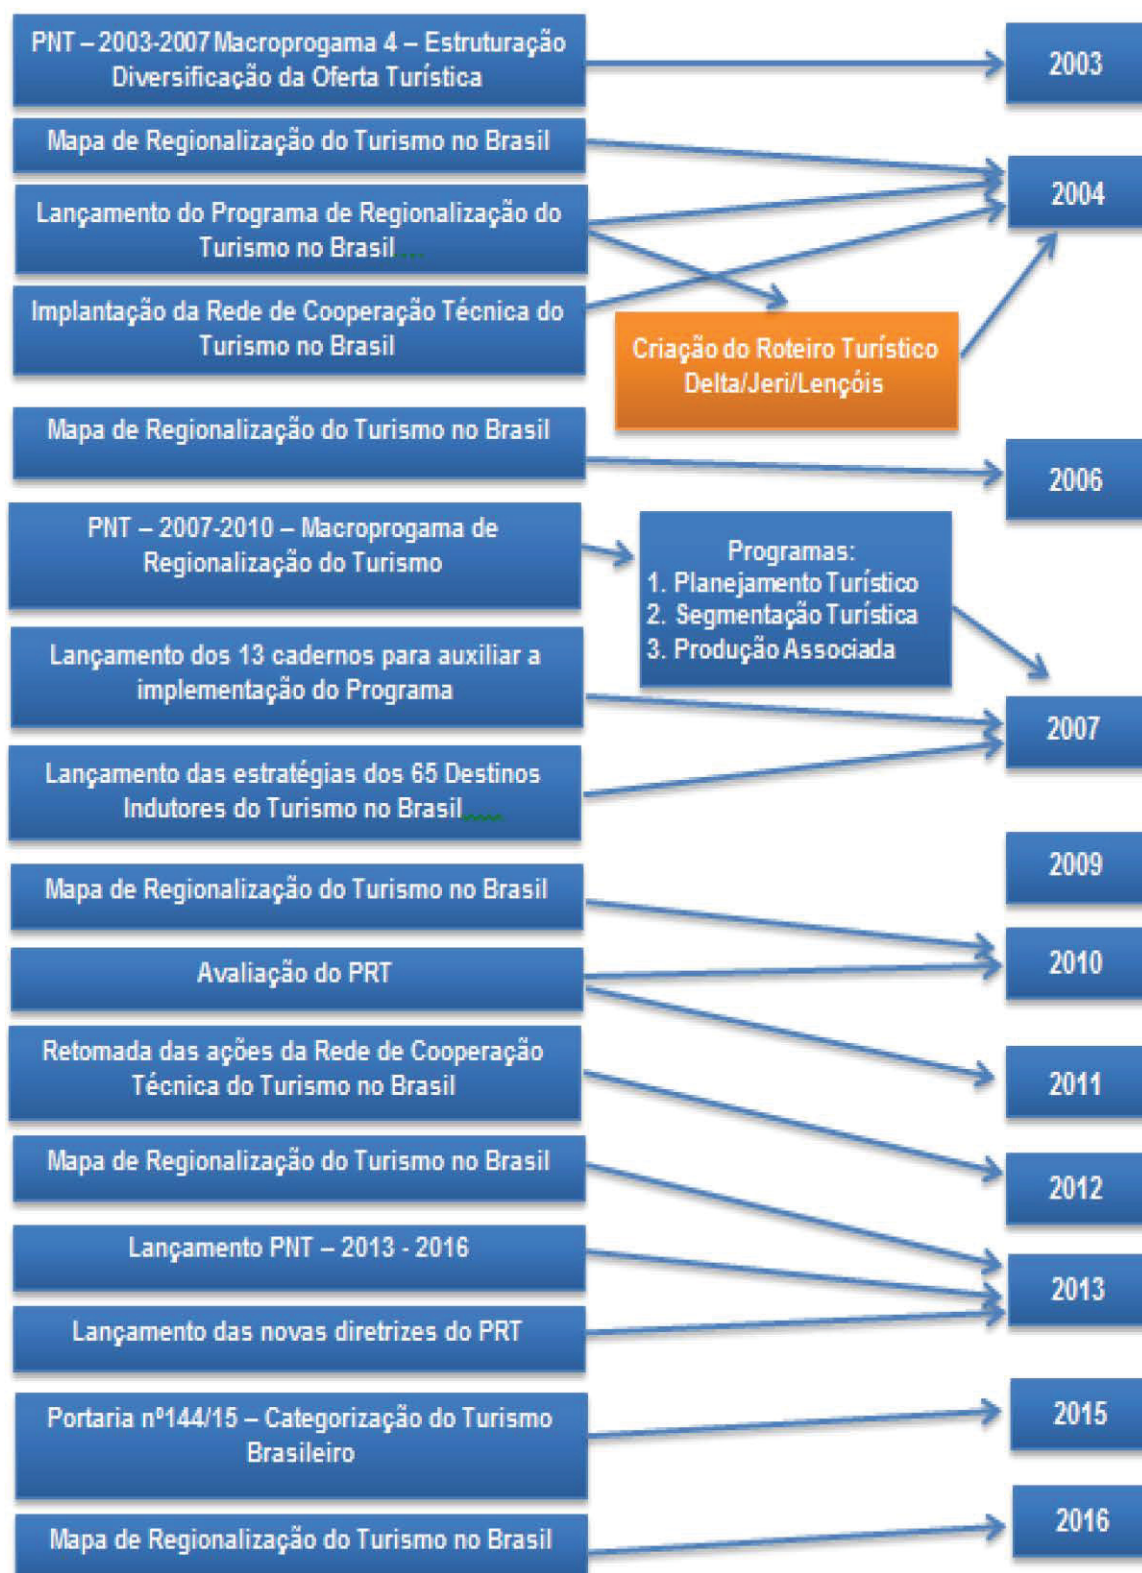 PNT – 2003-2007 Macroprogama 4 – Estruturação
Diversificação da Oferta Turística
2003
Mapa de Regionalização do Turismo no Brasil
Lançamento do Programa de Regionalização do
Turismo no Brasil....
2004
Implantação da Rede de Cooperação Técnica do
Turismo no Brasil
Criação do Roteiro Turístico
Delta/Jeri/Lençóis
Mapa de Regionalização do Turismo no Brasil
2006
PNT – 2007-2010 – Macroprogama de
Regionalização do Turismo
Programas:
1. Planejamento Turístico
2. Segmentação Turística
3. Produção Associada
Lançamento dos 13 cadernos para auxiliar a
implementação do Programa
2007
Lançamento das estratégias dos 65 Destinos
Indutores do Turismo no Brasil.....
2009
Mapa de Regionalização do Turismo no Brasil
2010
Avaliação do PRT
Retomada das ações da Rede de Cooperação
Técnica do Turismo no Brasil
2011
Mapa de Regionalização do Turismo no Brasil
2012
Lançamento PNT – 2013 - 2016
2013
Lançamento das novas diretrizes do PRT
Portaria nº144/15 – Categorização do Turismo
Brasileiro
2015
Mapa de Regionalização do Turismo no Brasil
2016